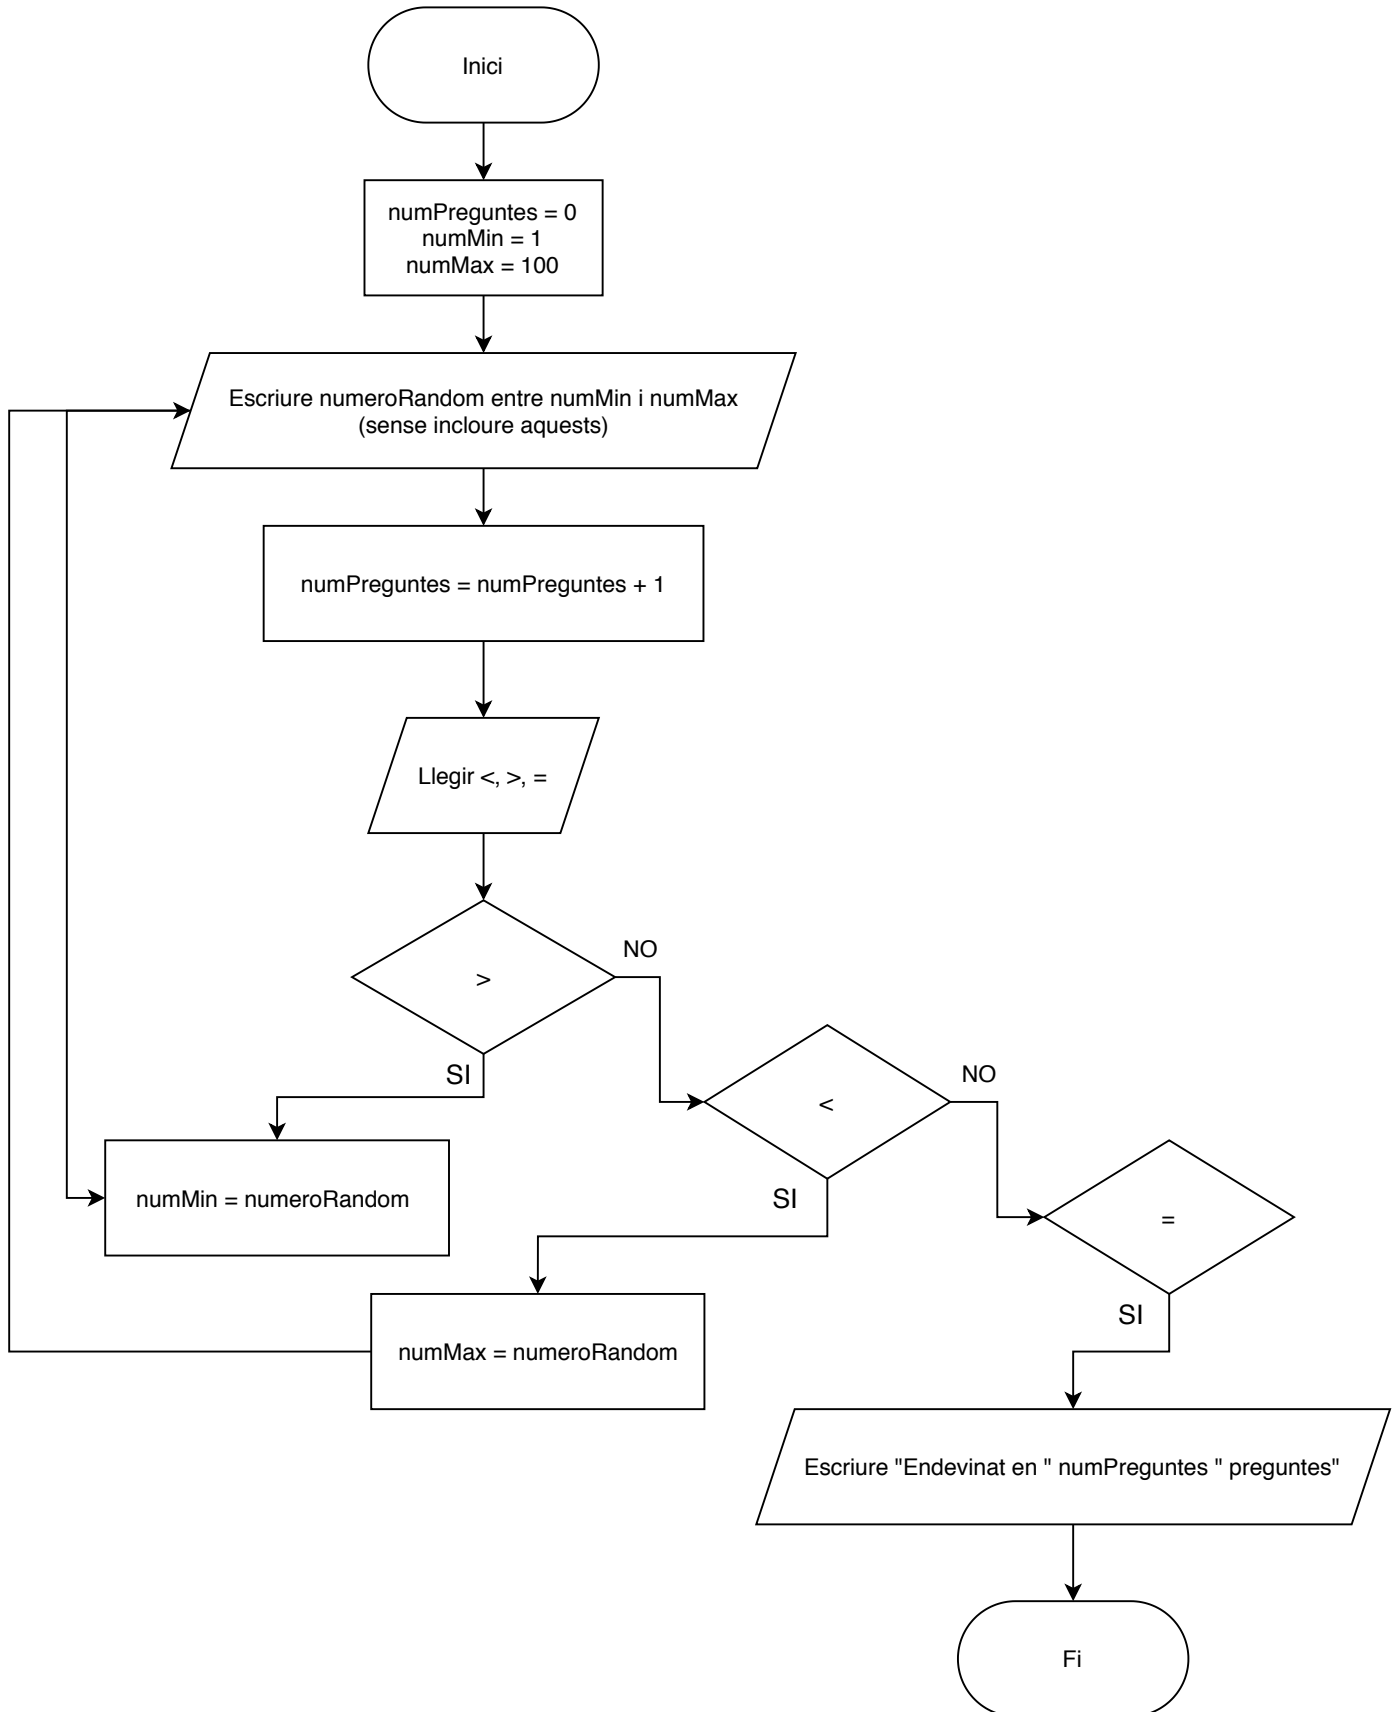 Inici
numPreguntes = 0
numMin = 1
numMax = 100
Escriure numeroRandom entre numMin i numMax
(sense incloure aquests)
numPreguntes = numPreguntes + 1
Llegir <, >, =
>
NO
SI
<
NO
SI
numMin = numeroRandom
=
SI
numMax = numeroRandom
Escriure "Endevinat en " numPreguntes " preguntes"
Fi